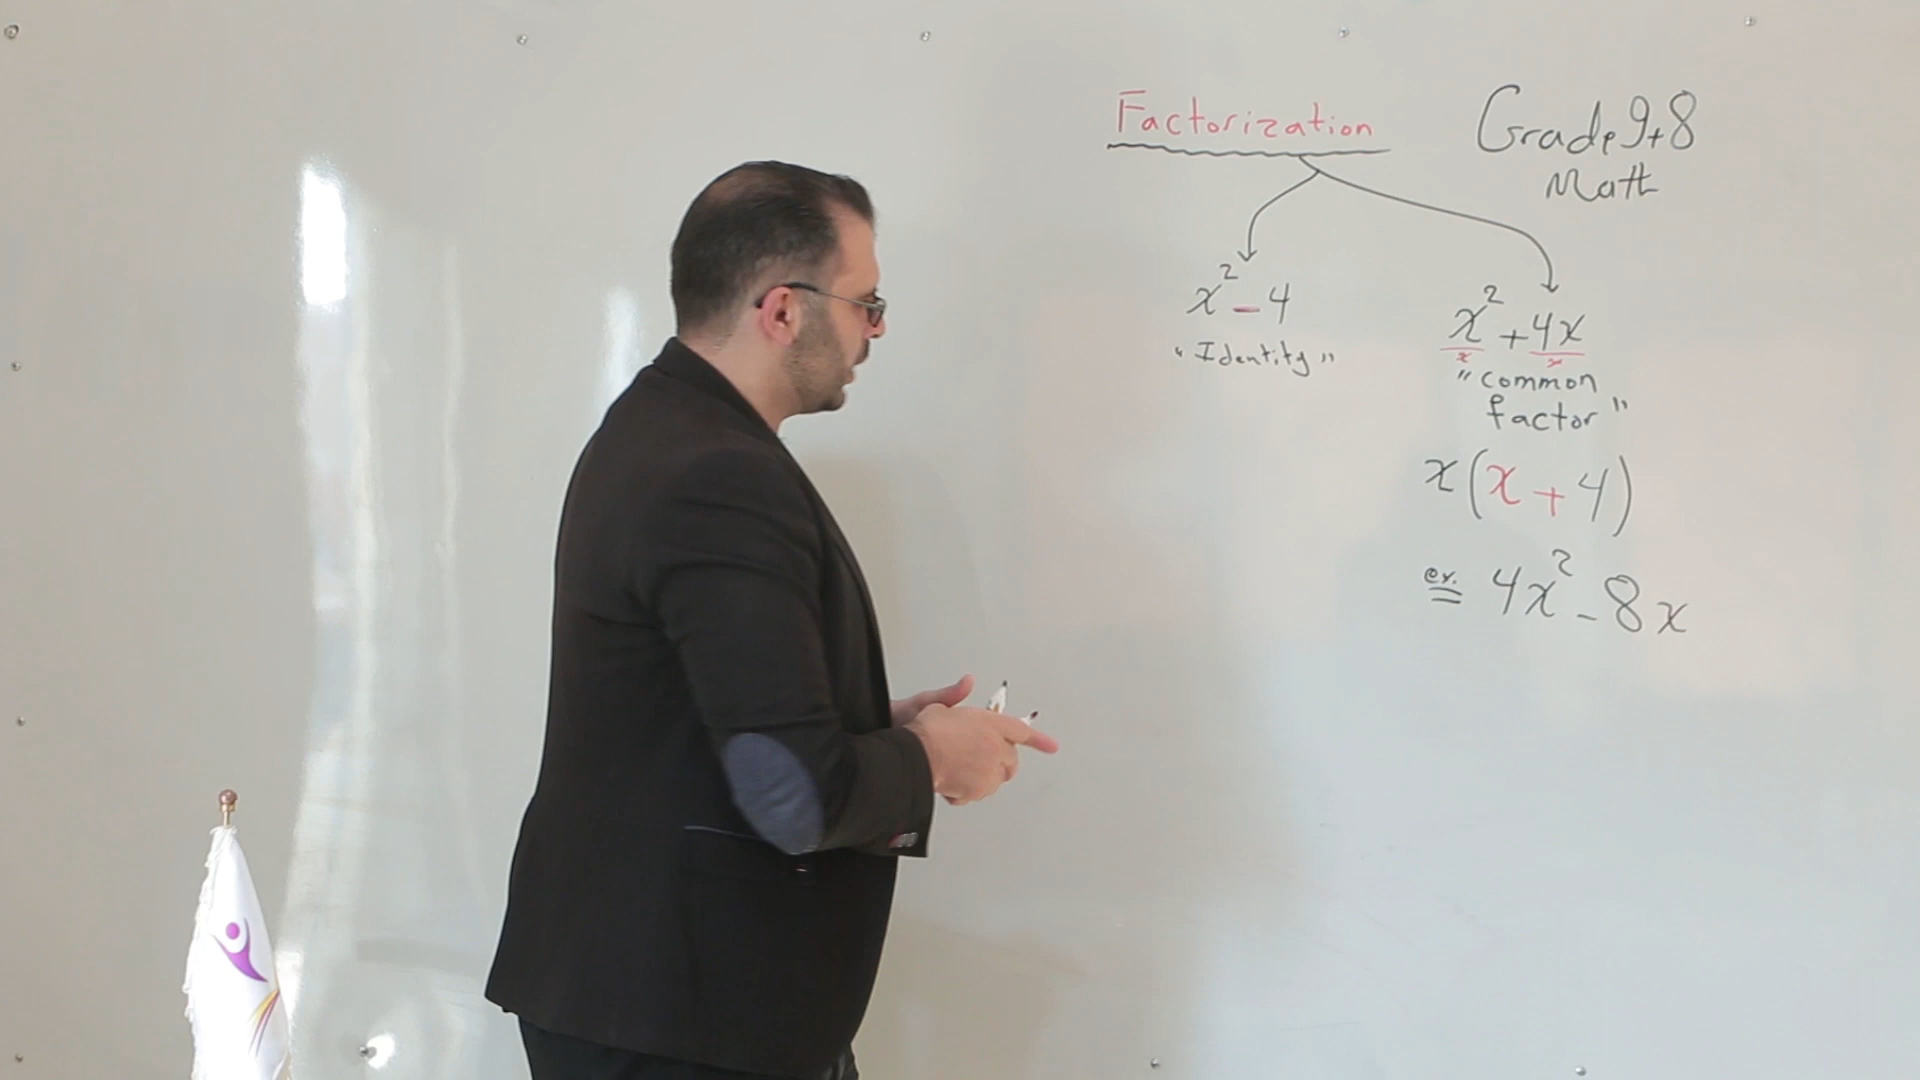 Factorization
Grade 9+8
Math
x² - 4
"Identity"
x² + 4x
x x
"common
factor"
x(x + 4)
ex. 4x² - 8x